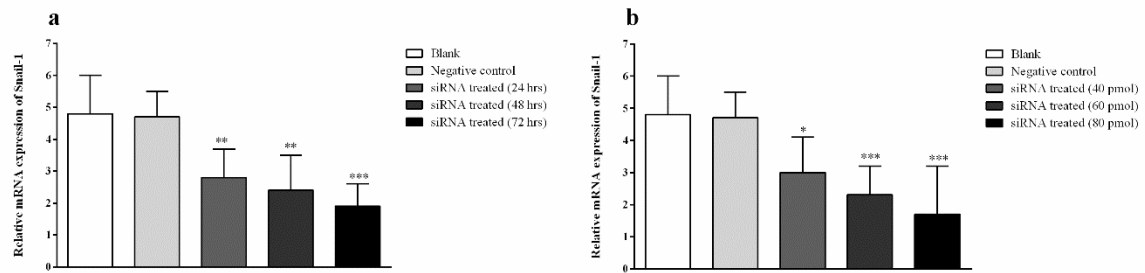 a
Relative mRNA expression of Snail-1
7
6
5
4
3
2
1
0
**
**
***
Blank
Negative control
siRNA treated (24 hrs)
siRNA treated (48 hrs)
siRNA treated (72 hrs)
b
Relative mRNA expression of Snail-1
7
6
5
4
3
2
1
0
*
***
***
Blank
Negative control
siRNA treated (40 pmol)
siRNA treated (60 pmol)
siRNA treated (80 pmol)